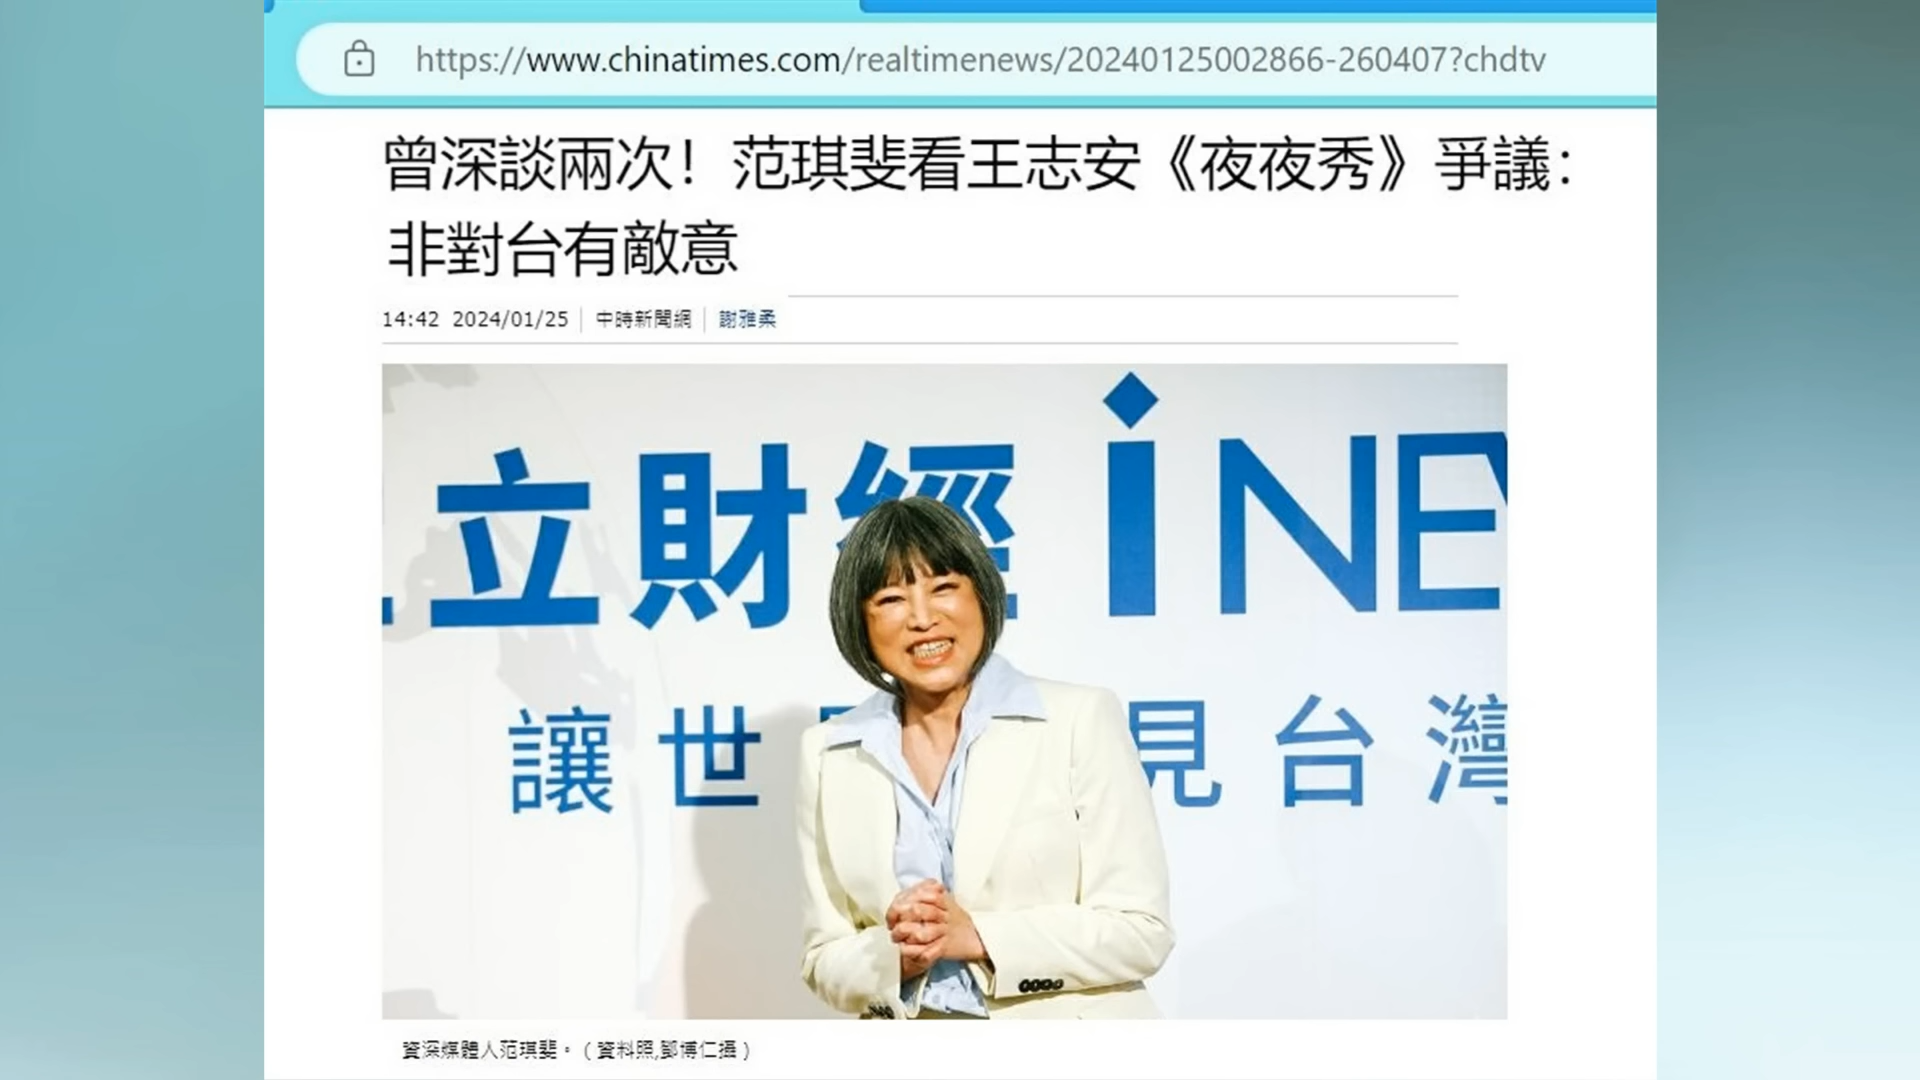 https://www.chinatimes.com/realtimenews/20240125002866-260407?chdtv
曾深談兩次！范琪斐看王志安《夜夜秀》爭議：
非對台有敵意
14:42 2024/01/25 | 中時新聞網 | 謝雅柔
立財經 iNEW
讓世 見台灣
資深媒體人范琪斐。（資料照,鄧博仁攝）